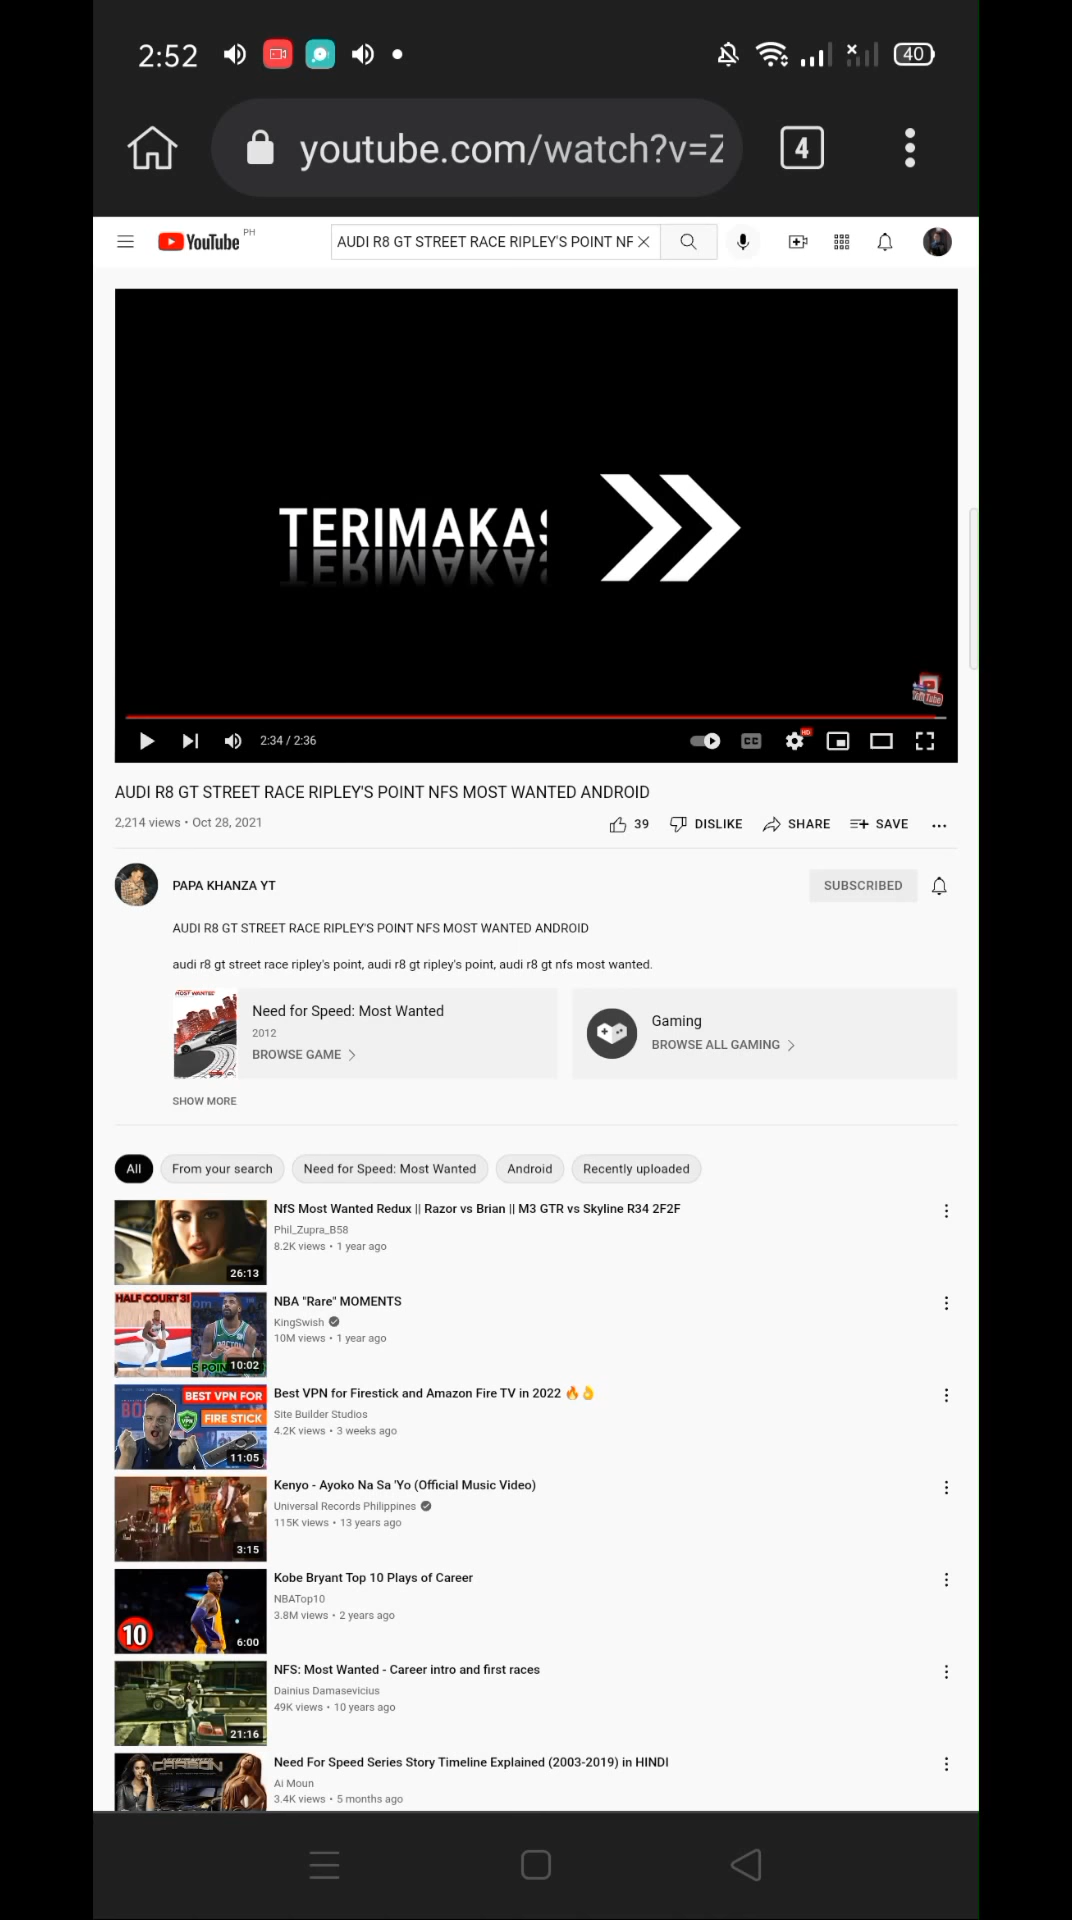 2:52
40
youtube.com/watch?v=Z
4
YouTube PH
AUDI R8 GT STREET RACE RIPLEY'S POINT NF
TERIMAKAS
2:34 / 2:36
CC
HD
AUDI R8 GT STREET RACE RIPLEY'S POINT NFS MOST WANTED ANDROID
2,214 views • Oct 28, 2021
39 DISLIKE SHARE SAVE
PAPA KHANZA YT
SUBSCRIBED
AUDI R8 GT STREET RACE RIPLEY'S POINT NFS MOST WANTED ANDROID
audi r8 gt street race ripley's point, audi r8 gt ripley's point, audi r8 gt nfs most wanted.
MOST WANTED
Need for Speed: Most Wanted
2012
BROWSE GAME
Gaming
BROWSE ALL GAMING
SHOW MORE
All From your search Need for Speed: Most Wanted Android Recently uploaded
26:13
NfS Most Wanted Redux || Razor vs Brian || M3 GTR vs Skyline R34 2F2F
Phil_Zupra_B58
8.2K views • 1 year ago
HALF COURT 3!
10:02
NBA "Rare" MOMENTS
KingSwish
10M views • 1 year ago
BEST VPN FOR
FIRE STICK
11:05
Best VPN for Firestick and Amazon Fire TV in 2022 🔥👌
Site Builder Studios
4.2K views • 3 weeks ago
3:15
Kenyo - Ayoko Na Sa 'Yo (Official Music Video)
Universal Records Philippines
115K views • 13 years ago
10
6:00
Kobe Bryant Top 10 Plays of Career
NBATop10
3.8M views • 2 years ago
21:16
NFS: Most Wanted - Career intro and first races
Dainius Damasevicius
49K views • 10 years ago
CARBON
Need For Speed Series Story Timeline Explained (2003-2019) in HINDI
Ai Moun
3.4K views • 5 months ago